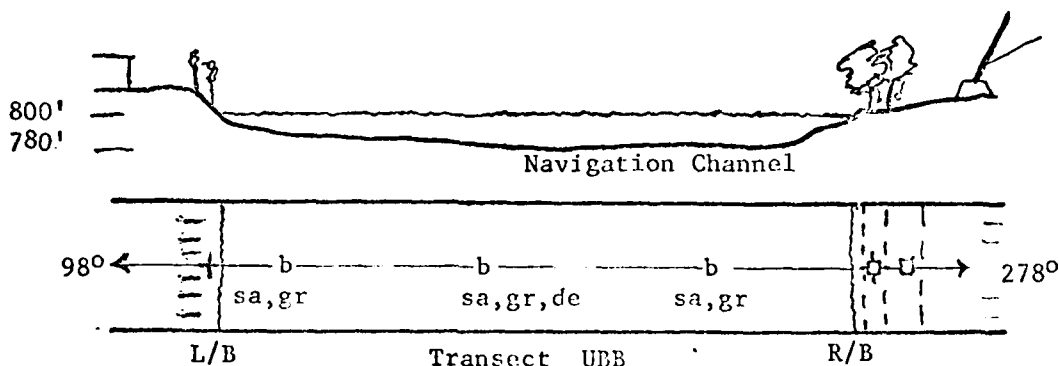 800'
780'
Navigation Channel
98° b b b 278°
sa,gr sa,gr,de sa,gr
L/B Transect UBB R/B